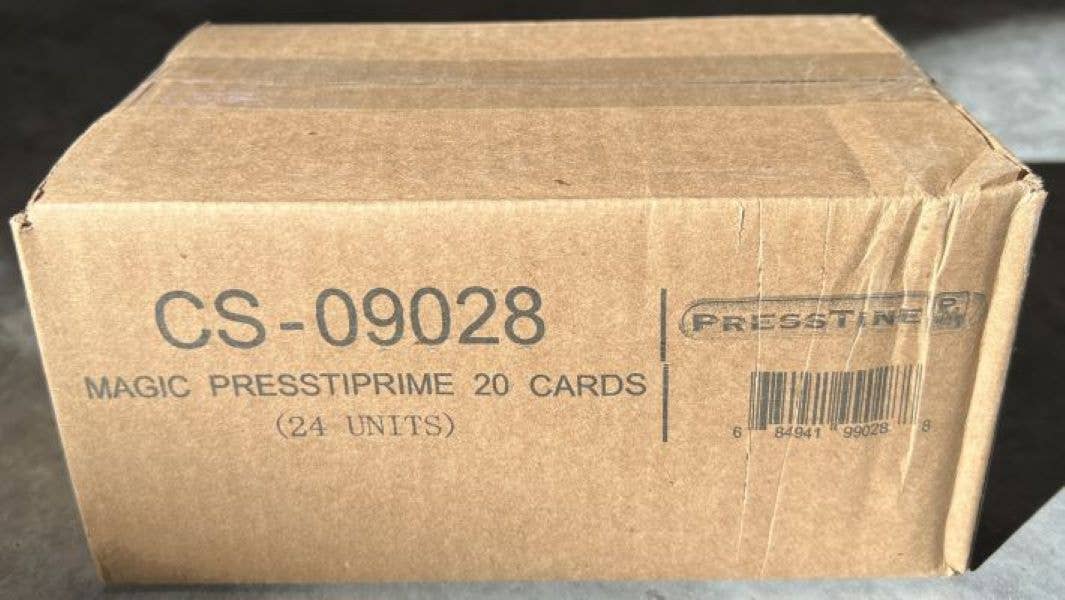 CS-09028
MAGIC PRESSTIPRIME 20 CARDS
(24 UNITS)
PRESSTINE
6 84941 99028 8